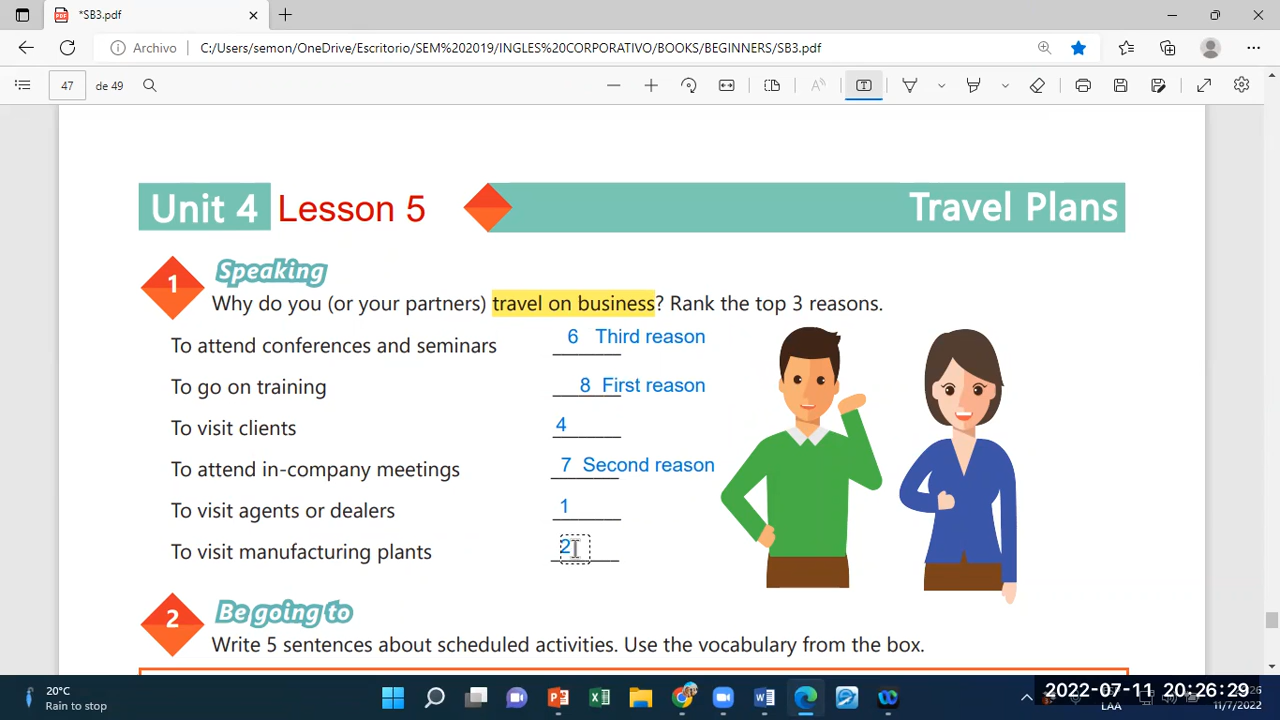 *SB3.pdf
Archivo
C:/Users/semon/OneDrive/Escritorio/SEM%202019/INGLES%20CORPORATIVO/BOOKS/BEGINNERS/SB3.pdf
47 de 49
Unit 4 Lesson 5 Travel Plans
1 Speaking
Why do you (or your partners) travel on business? Rank the top 3 reasons.
To attend conferences and seminars 6 Third reason
To go on training 8 First reason
To visit clients 4
To attend in-company meetings 7 Second reason
To visit agents or dealers 1
To visit manufacturing plants 2
2 Be going to
Write 5 sentences about scheduled activities. Use the vocabulary from the box.
20°C
Rain to stop
2022-07-11 20:26:29
LAA
11/7/2022